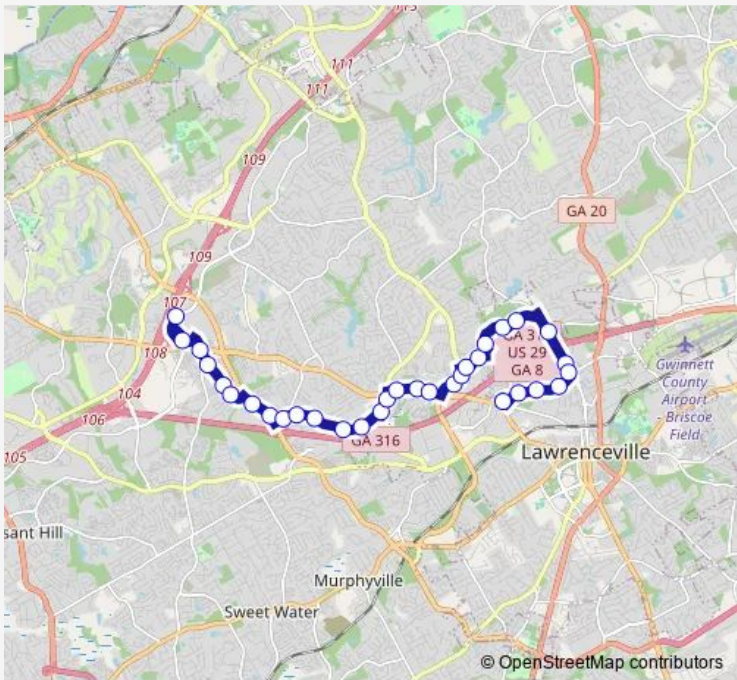 113
111
111
109
GA 20
109
107
108
GA 31
US 29
GA 8
104
106
105
GA 316
Gwinnett
County
Airport
- Briscoe
Field
Lawrenceville
sant Hill
Murphyville
Sweet Water
© OpenStreetMap contributors